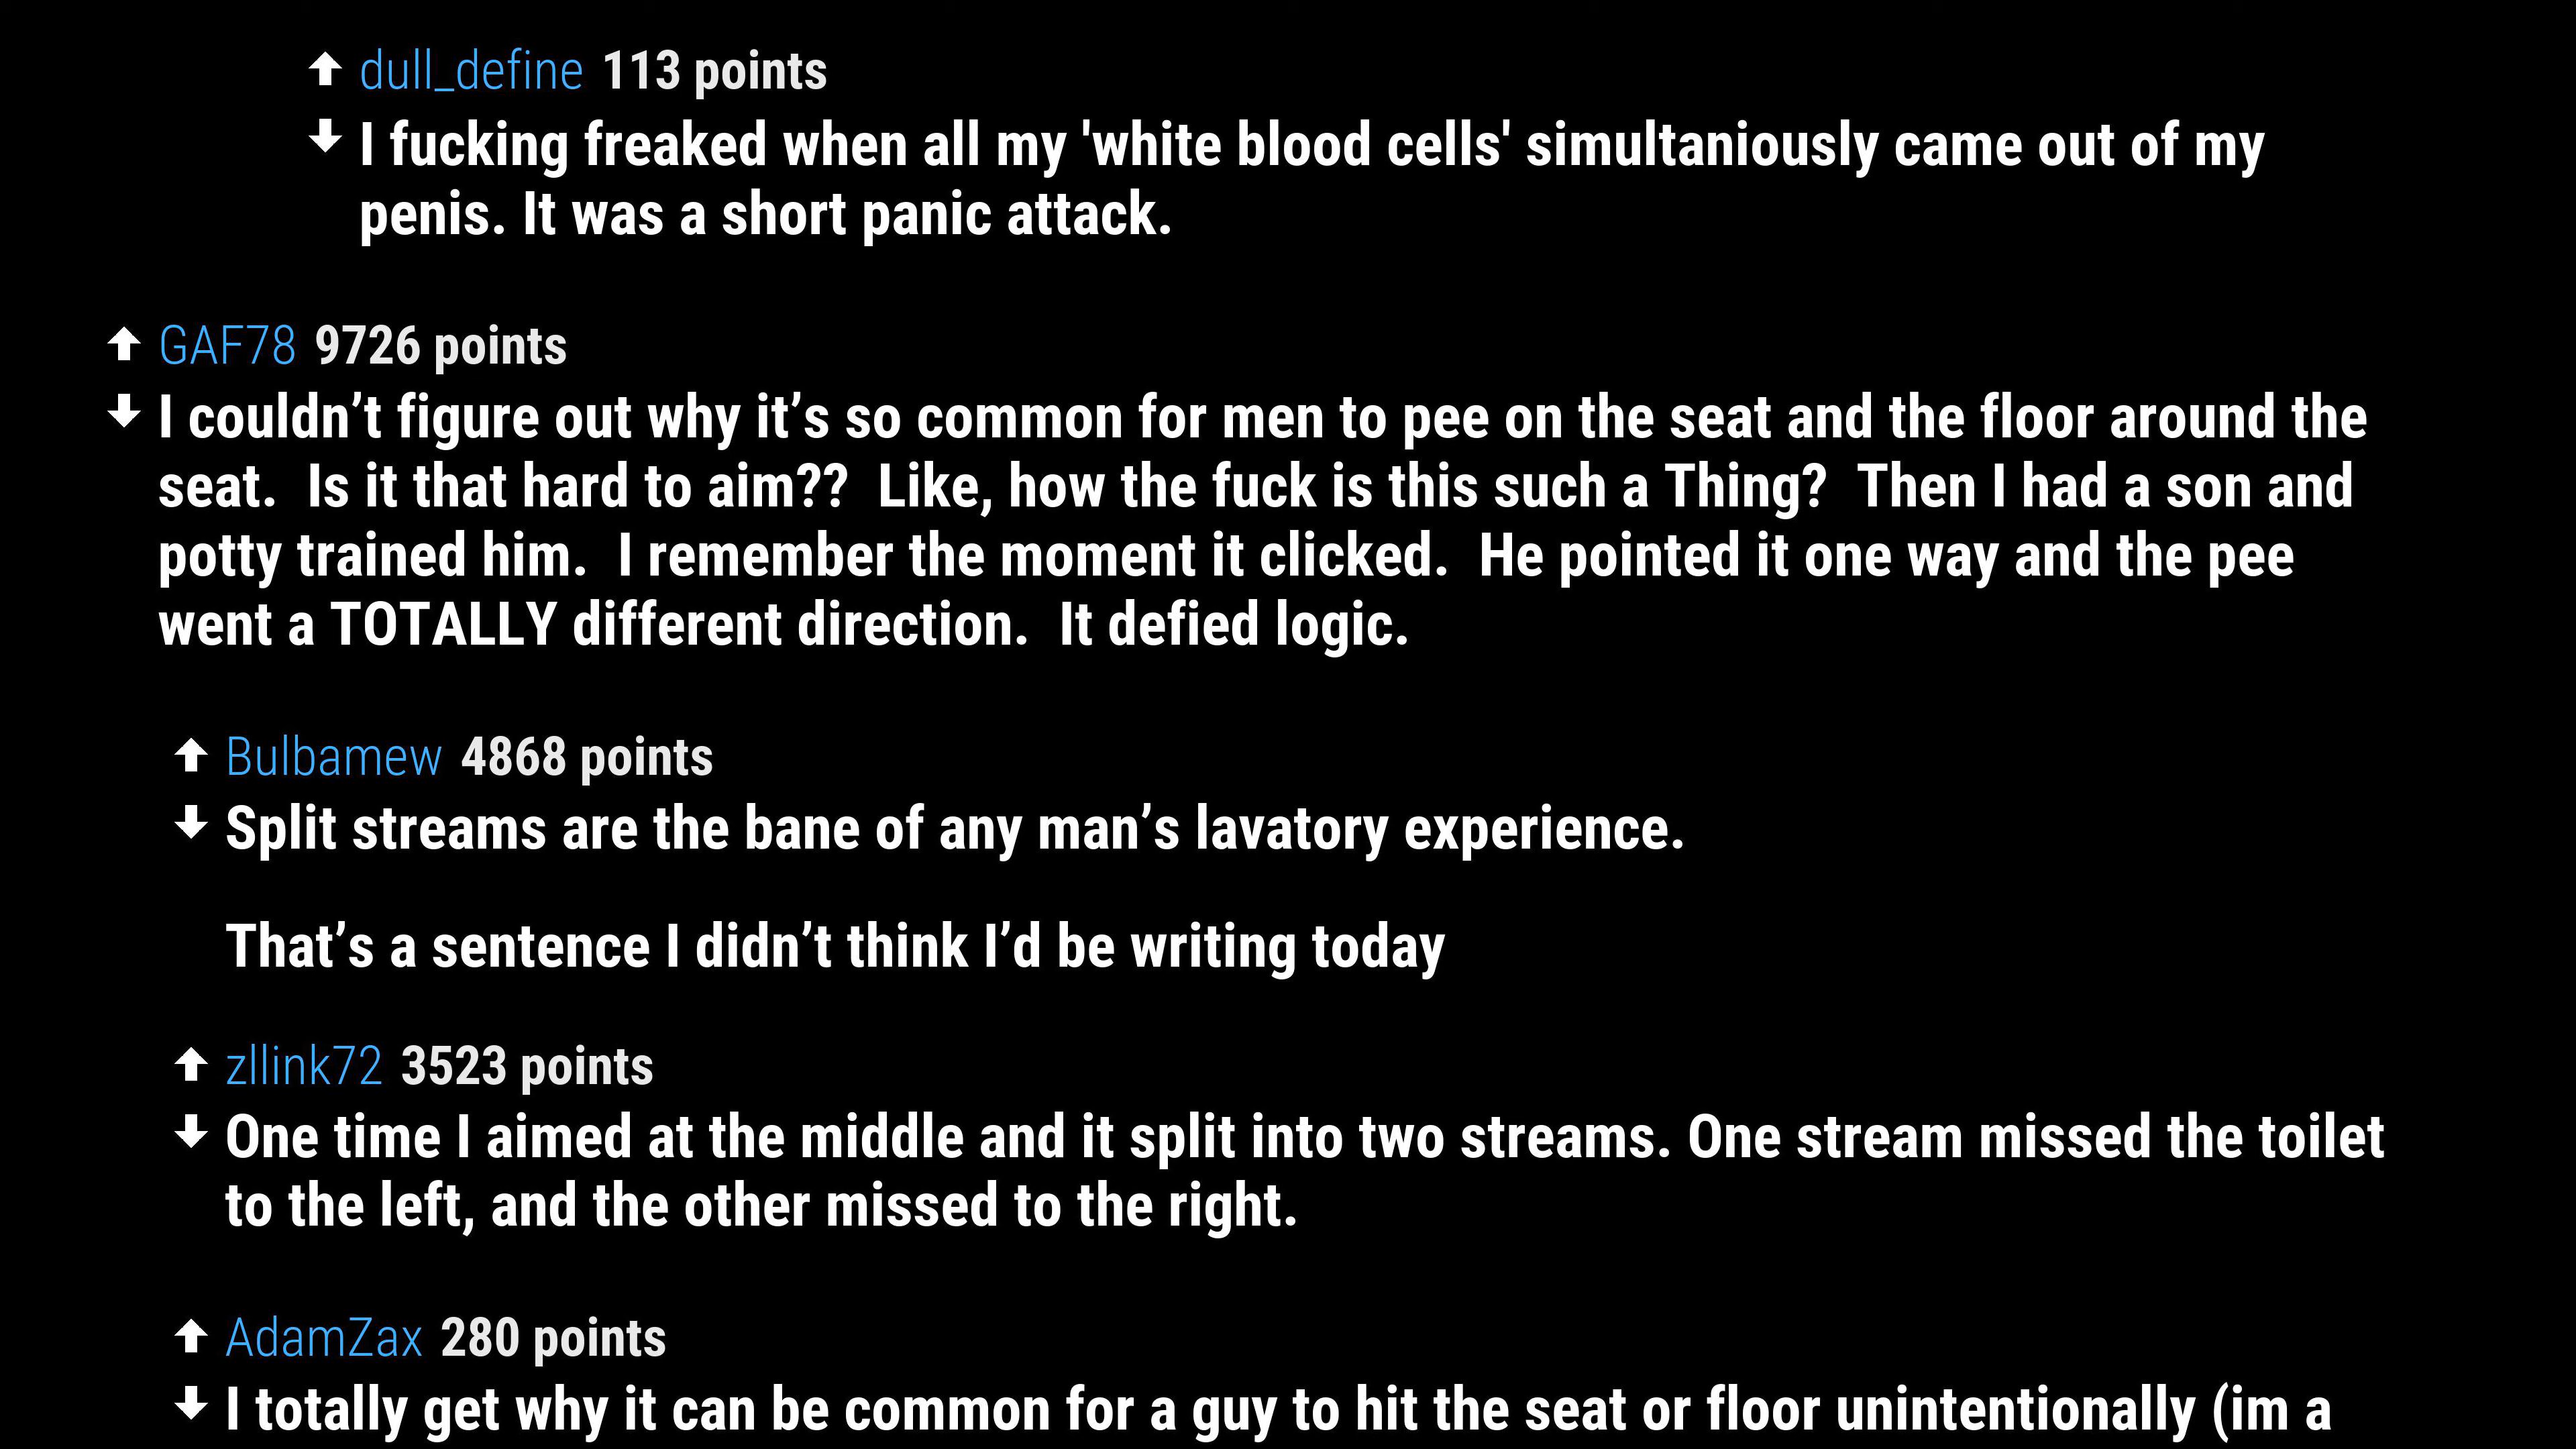 dull_define 113 points
I fucking freaked when all my 'white blood cells' simultaniously came out of my
penis. It was a short panic attack.
GAF78 9726 points
I couldn’t figure out why it’s so common for men to pee on the seat and the floor around the
seat.  Is it that hard to aim??  Like, how the fuck is this such a Thing?  Then I had a son and
potty trained him.  I remember the moment it clicked.  He pointed it one way and the pee
went a TOTALLY different direction.  It defied logic.
Bulbamew 4868 points
Split streams are the bane of any man’s lavatory experience.
That’s a sentence I didn’t think I’d be writing today
zllink72 3523 points
One time I aimed at the middle and it split into two streams. One stream missed the toilet
to the left, and the other missed to the right.
AdamZax 280 points
I totally get why it can be common for a guy to hit the seat or floor unintentionally (im a